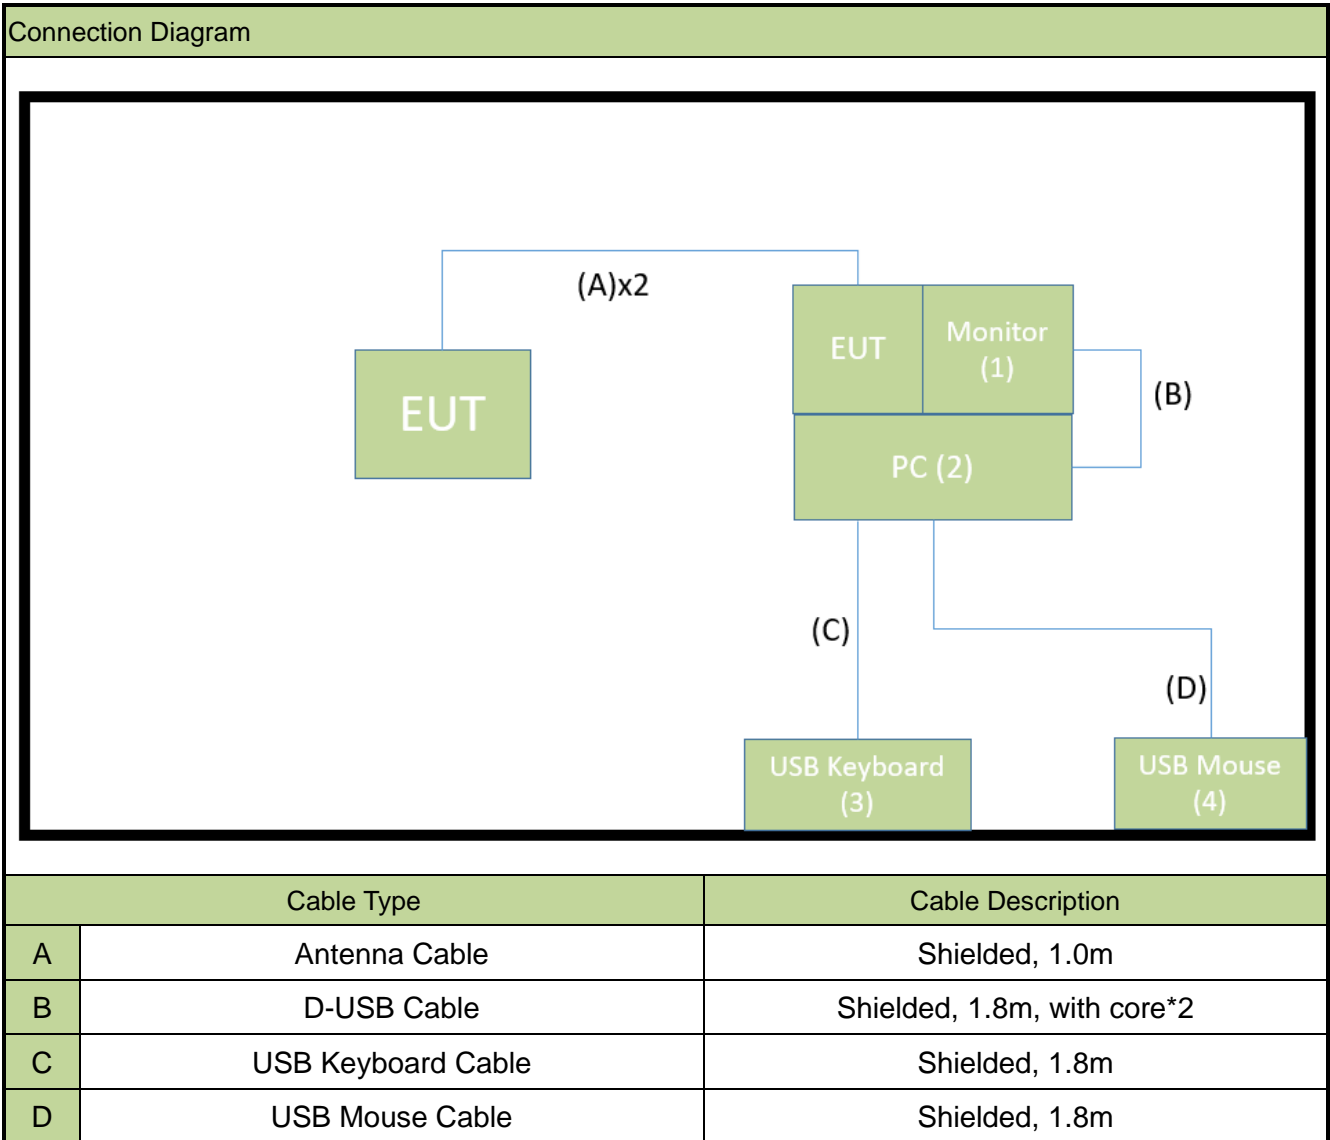 Connection Diagram
(A)x2
EUT
Monitor
(1)
EUT
(B)
PC (2)
(C)
(D)
USB Keyboard
(3)
USB Mouse
(4)
Cable Type Cable Description
A Antenna Cable Shielded, 1.0m
B D-USB Cable Shielded, 1.8m, with core*2
C USB Keyboard Cable Shielded, 1.8m
D USB Mouse Cable Shielded, 1.8m